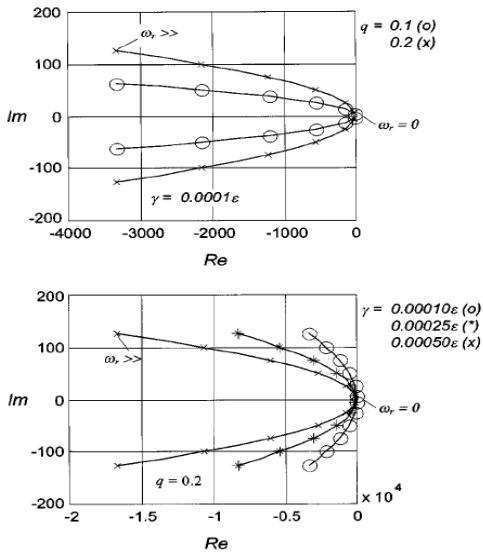 q = 0.1 (o)
0.2 (x)
200
100
0
-100
-200
Im
ωr >>
ωr = 0
γ = 0.0001ε
-4000 -3000 -2000 -1000 0
Re
γ = 0.00010ε (o)
0.00025ε (*)
0.00050ε (x)
200
100
0
-100
-200
Im
ωr >>
ωr = 0
q = 0.2
x 10^4
-2 -1.5 -1 -0.5 0
Re